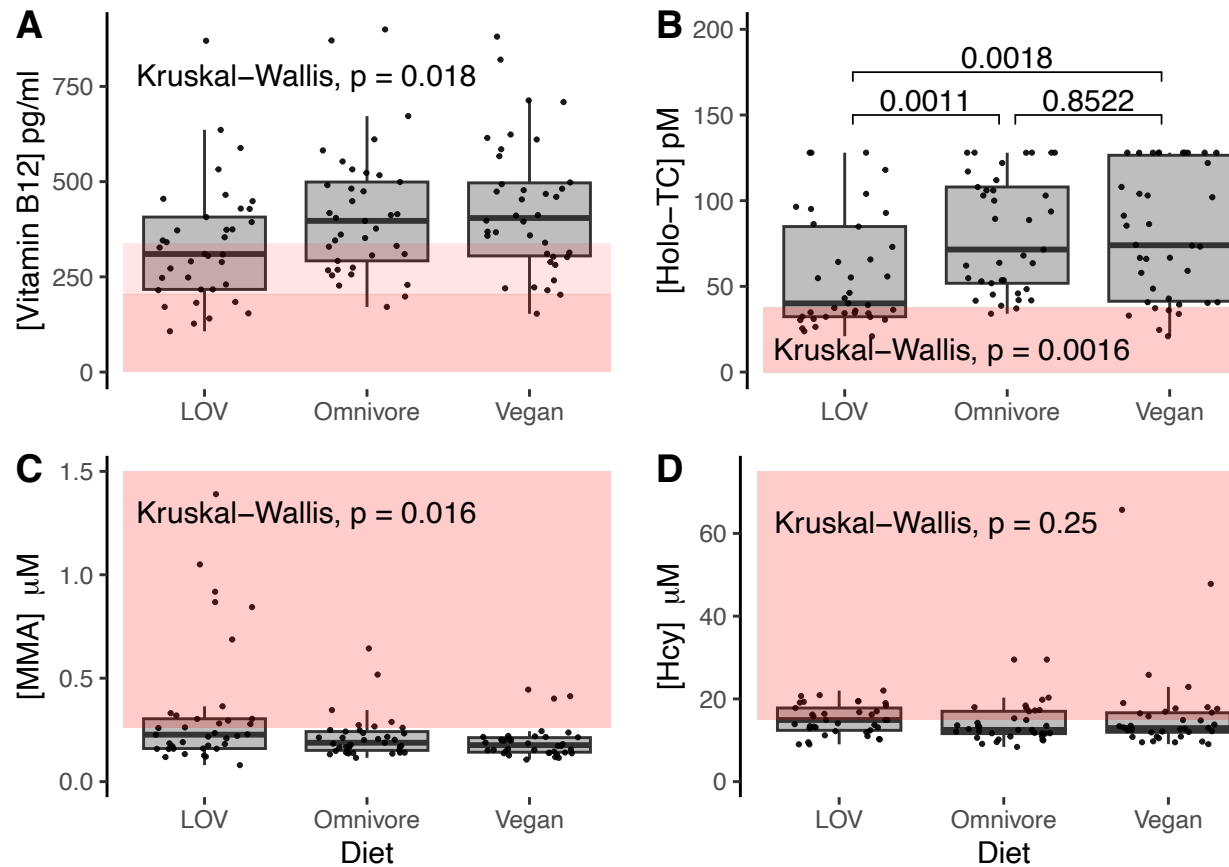 A
[Vitamin B12] pg/ml
750
500
250
0
Kruskal−Wallis, p = 0.018
LOV Omnivore Vegan
B
[Holo−TC] pM
200
150
100
50
0
0.0018
0.0011 0.8522
Kruskal−Wallis, p = 0.0016
LOV Omnivore Vegan
C
[MMA] μM
1.5
1.0
0.5
0.0
Kruskal−Wallis, p = 0.016
LOV Omnivore Vegan
Diet
D
[Hcy] μM
60
40
20
0
Kruskal−Wallis, p = 0.25
LOV Omnivore Vegan
Diet